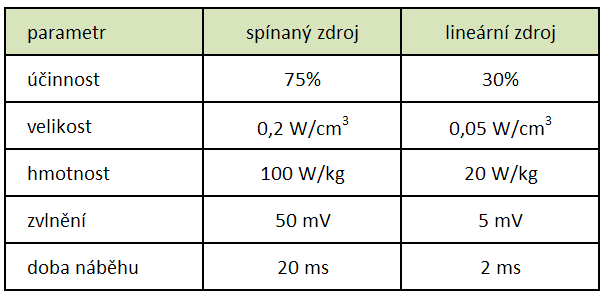 parametr spínaný zdroj lineární zdroj
účinnost 75% 30%
velikost 0,2 W/cm³ 0,05 W/cm³
hmotnost 100 W/kg 20 W/kg
zvlnění 50 mV 5 mV
doba náběhu 20 ms 2 ms